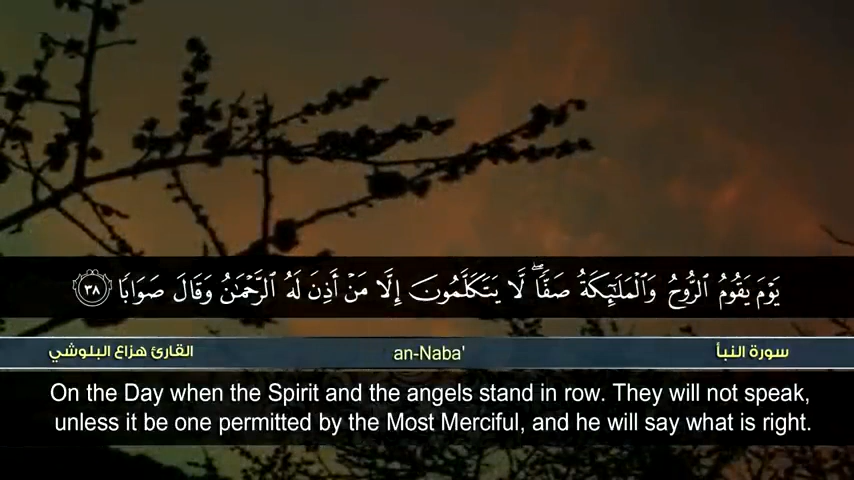 يَوْمَ يَقُومُ ٱلرُّوحُ وَٱلْمَلَٰٓئِكَةُ صَفًّاۖ لَّا يَتَكَلَّمُونَ إِلَّا مَنْ أَذِنَ لَهُ ٱلرَّحْمَٰنُ وَقَالَ صَوَابًا ٣٨
سورة النبأ an-Naba' القارئ هزاع البلوشي
On the Day when the Spirit and the angels stand in row. They will not speak,
unless it be one permitted by the Most Merciful, and he will say what is right.